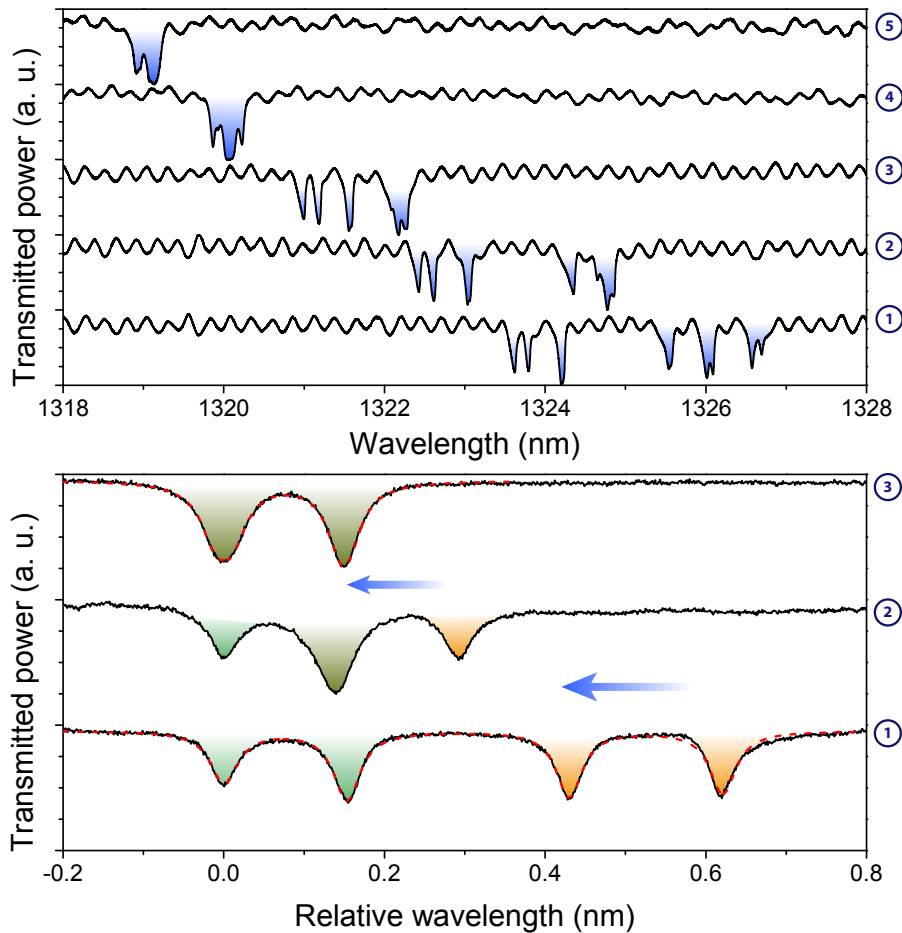 Transmitted power (a. u.)
5
4
3
2
1
1318 1320 1322 1324 1326 1328
Wavelength (nm)
Transmitted power (a. u.)
3
2
1
-0.2 0.0 0.2 0.4 0.6 0.8
Relative wavelength (nm)